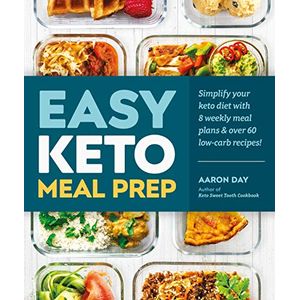 EASY
KETO
MEAL PREP
Simplify your
keto diet with
8 weekly meal
plans & over 60
low-carb recipes!
AARON DAY
Author of
Keto Sweet Tooth Cookbook